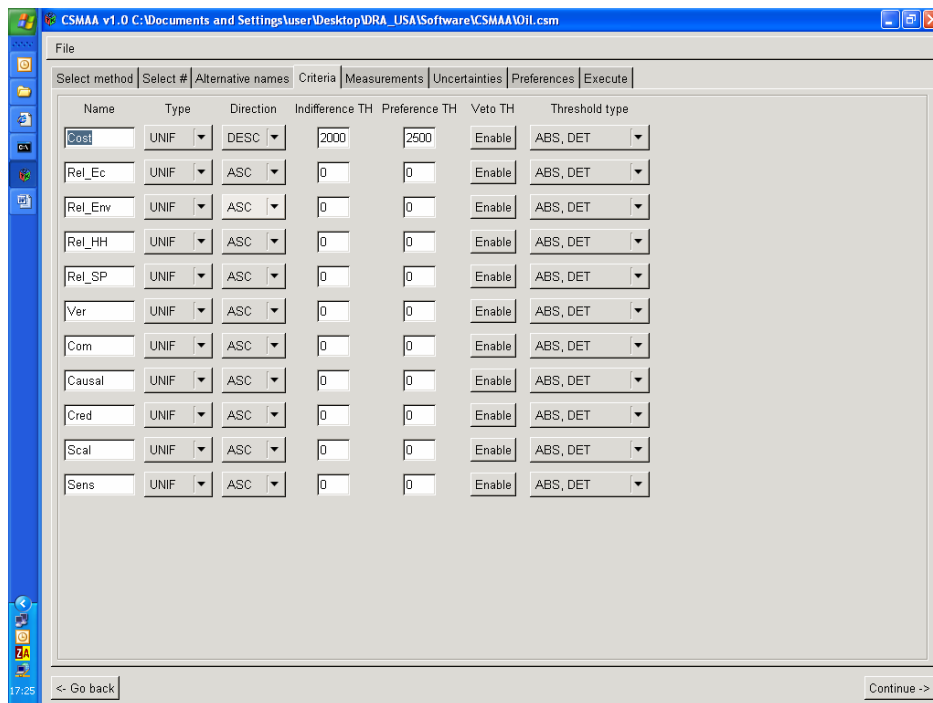 CSMAA v1.0 C:\Documents and Settings\user\Desktop\DRA_USA\Software\CSMAA\Oil.csm
File
Select method Select # Alternative names Criteria Measurements Uncertainties Preferences Execute
Name Type Direction Indifference TH Preference TH Veto TH Threshold type
Cost UNIF DESC 2000 2500 Enable ABS, DET
Rel_Ec UNIF ASC 0 0 Enable ABS, DET
Rel_Env UNIF ASC 0 0 Enable ABS, DET
Rel_HH UNIF ASC 0 0 Enable ABS, DET
Rel_SP UNIF ASC 0 0 Enable ABS, DET
Ver UNIF ASC 0 0 Enable ABS, DET
Com UNIF ASC 0 0 Enable ABS, DET
Causal UNIF ASC 0 0 Enable ABS, DET
Cred UNIF ASC 0 0 Enable ABS, DET
Scal UNIF ASC 0 0 Enable ABS, DET
Sens UNIF ASC 0 0 Enable ABS, DET
ZA
17:25
<- Go back Continue ->